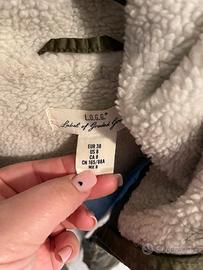 L.O.G.G.
Label of Graded Goods
EUR 38
US 8
CA 8
CN 165/88A
MX 8